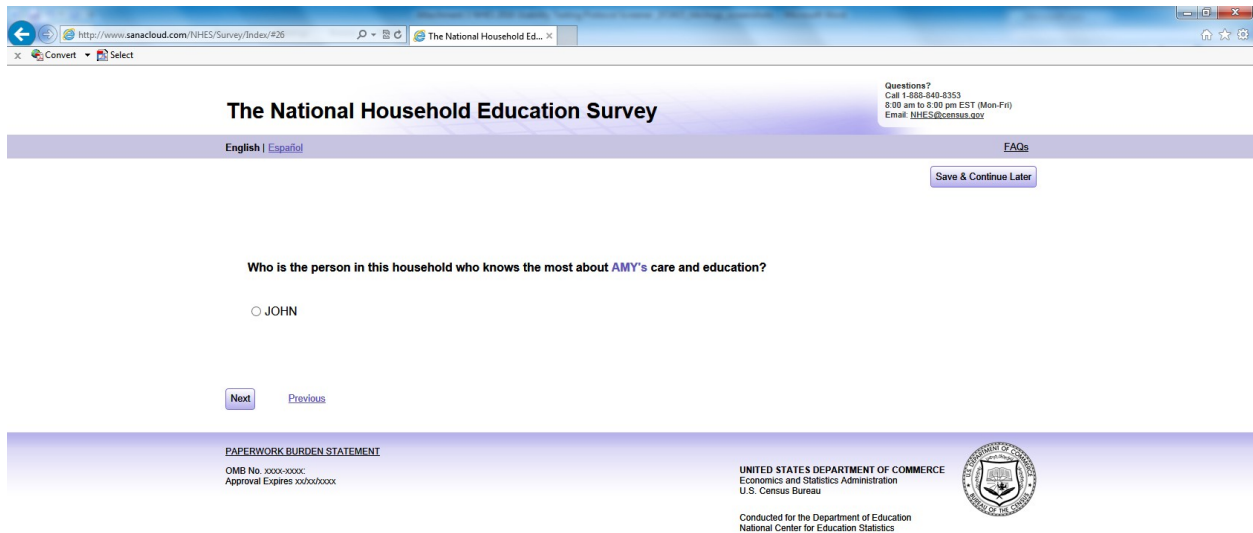 http://www.sanacloud.com/NHES/Survey/Index/#26
The National Household Ed...
x Convert Select
The National Household Education Survey
Questions?
Call 1-888-840-8353
8:00 am to 8:00 pm EST (Mon-Fri)
Email: NHES@census.gov
English | Español
FAQs
Save & Continue Later
Who is the person in this household who knows the most about AMY's care and education?
JOHN
Next Previous
PAPERWORK BURDEN STATEMENT
OMB No. xxxx-xxxx:
Approval Expires xx/xx/xxxx
UNITED STATES DEPARTMENT OF COMMERCE
Economics and Statistics Administration
U.S. Census Bureau
Conducted for the Department of Education
National Center for Education Statistics